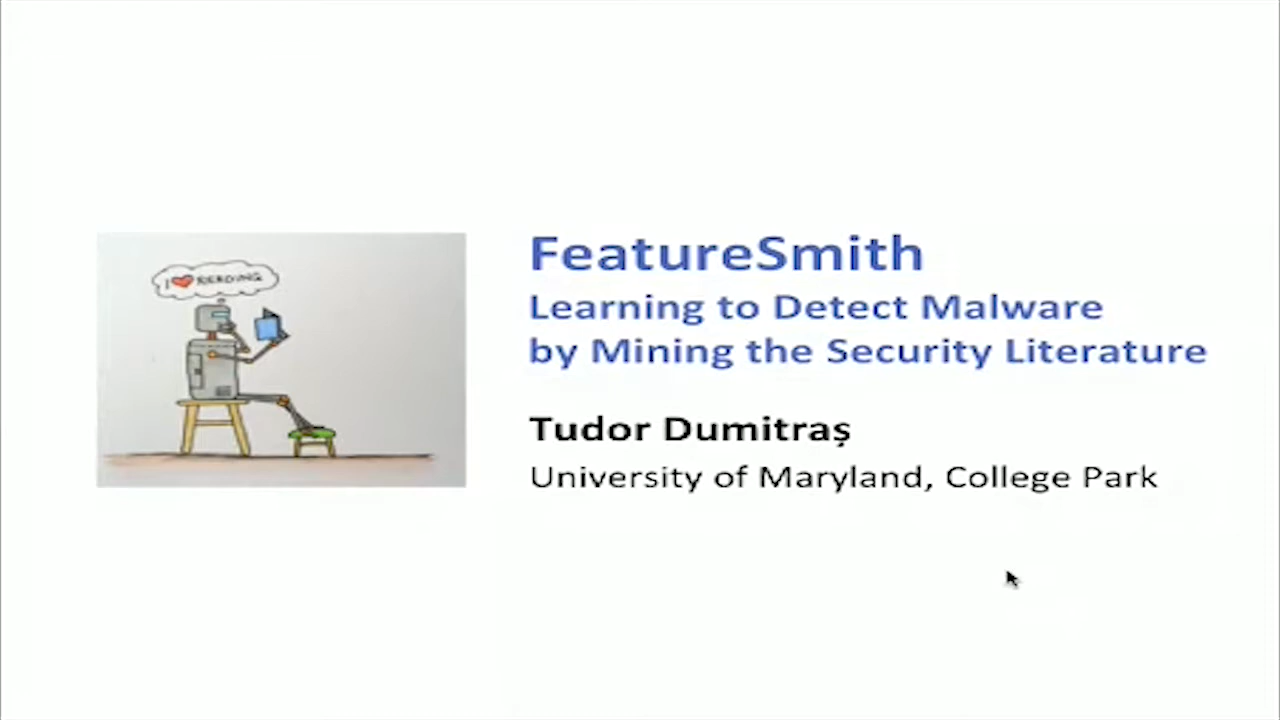 I ❤ READING
FeatureSmith
Learning to Detect Malware
by Mining the Security Literature
Tudor Dumitraș
University of Maryland, College Park